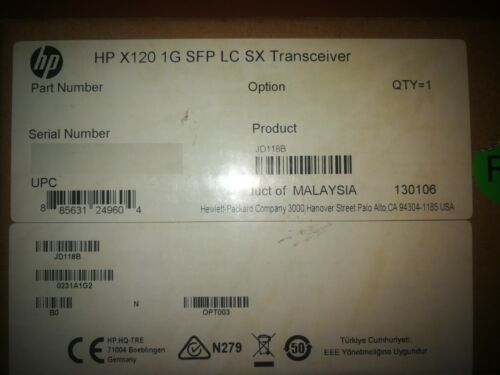 hp
HP X120 1G SFP LC SX Transceiver
Part Number
Option
QTY=1
Serial Number
Product
JD118B
UPC
8 85631 24960 4
uct of MALAYSIA
130106
Hewlett-Packard Company 3000 Hanover Street Palo Alto,CA 94304-1185 USA
JD118B
0231A1G2
B0
N
OPT003
CE
HP,HQ-TRE
71004 Boeblingen
Germany
N279
50
Türkiye Cumhuriyeti:
EEE Yönetmeliğine Uygundur